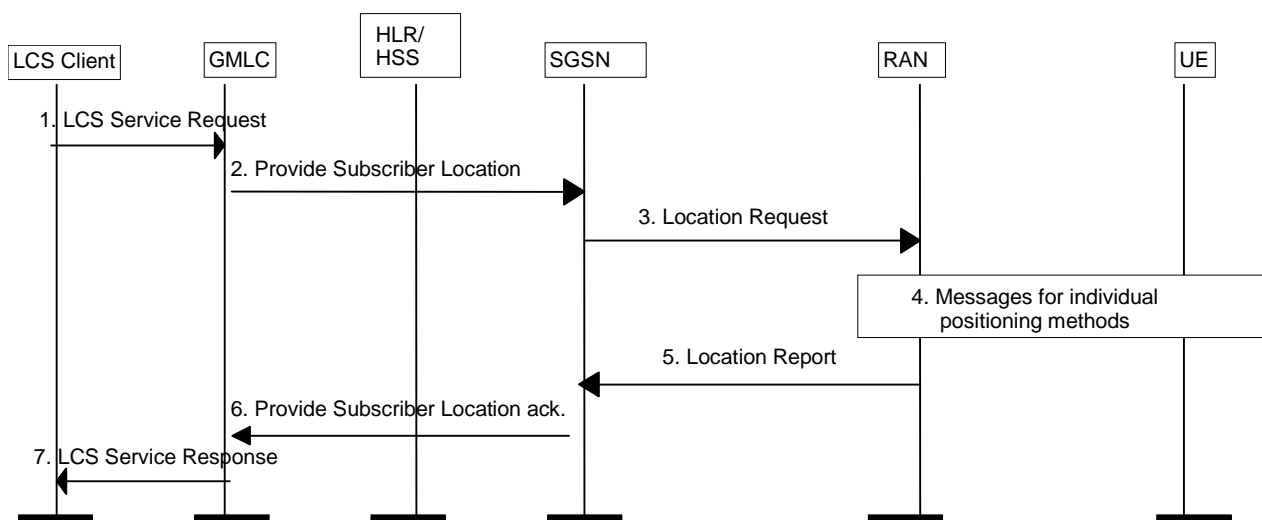 LCS Client
GMLC
HLR/
HSS
SGSN
RAN
UE
1. LCS Service Request
2. Provide Subscriber Location
3. Location Request
4. Messages for individual
positioning methods
5. Location Report
6. Provide Subscriber Location ack.
7. LCS Service Response